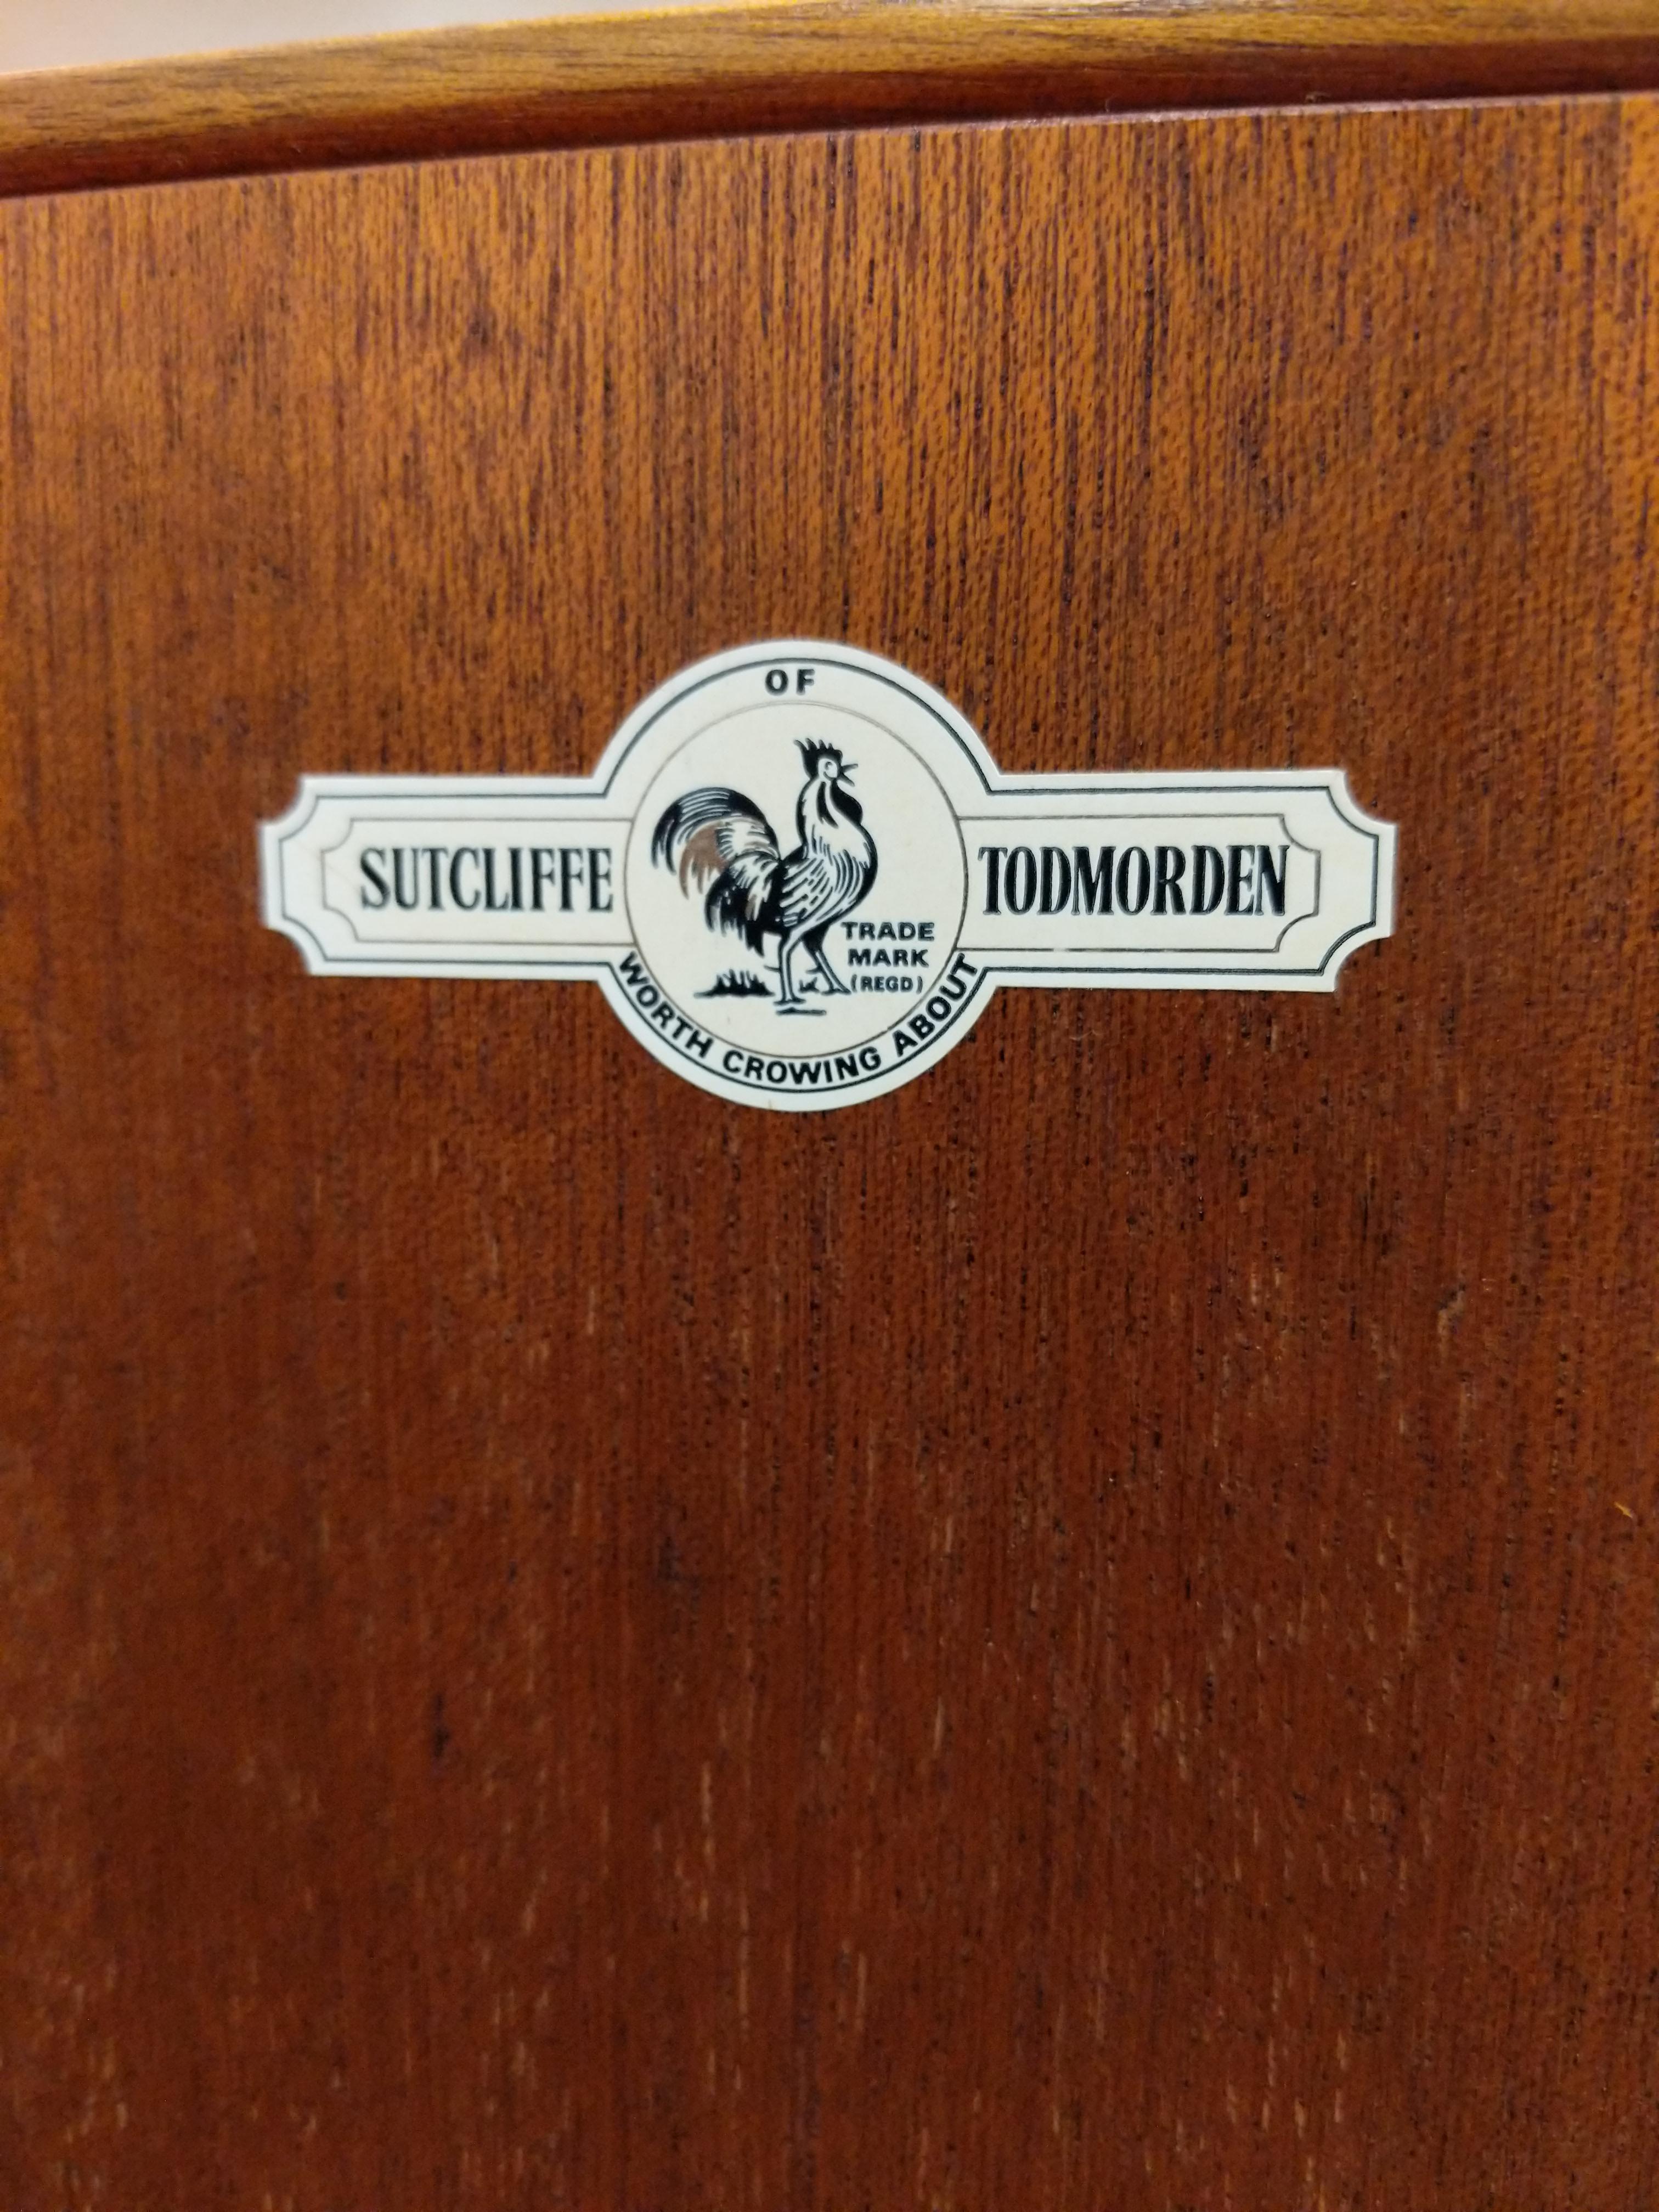 OF
SUTCLIFFE
TODMORDEN
TRADE
MARK
(REGD)
WORTH CROWING ABOUT